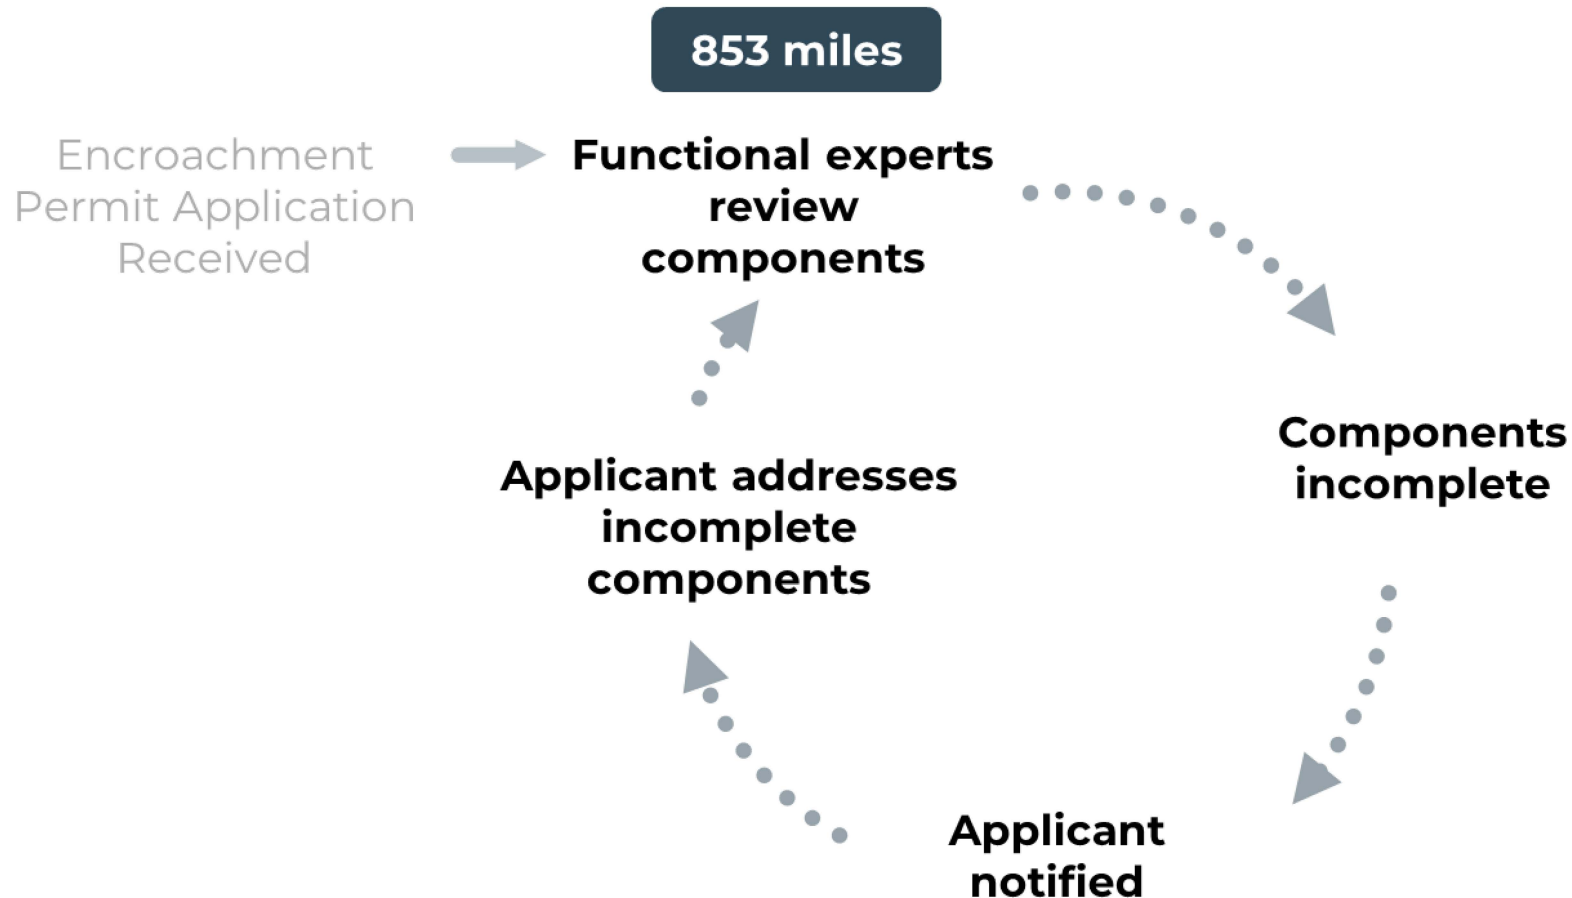 853 miles
Encroachment
Permit Application
Received
Functional experts
review
components
Components
incomplete
Applicant
notified
Applicant addresses
incomplete
components